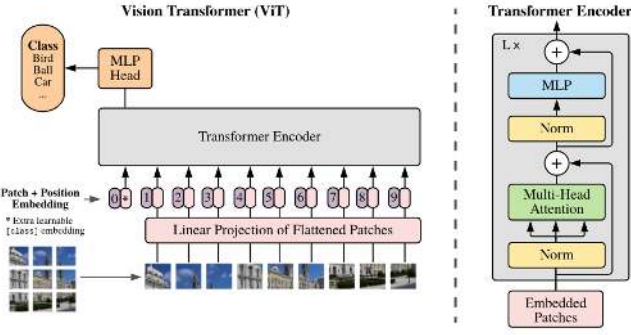 Vision Transformer (ViT)
Class
Bird
Ball
Car
...
MLP
Head
Transformer Encoder
Patch + Position
Embedding
* Extra learnable
[class] embedding
0 * 1 2 3 4 5 6 7 8 9
Linear Projection of Flattened Patches
Transformer Encoder
L x
+
MLP
Norm
+
Multi-Head
Attention
Norm
Embedded
Patches